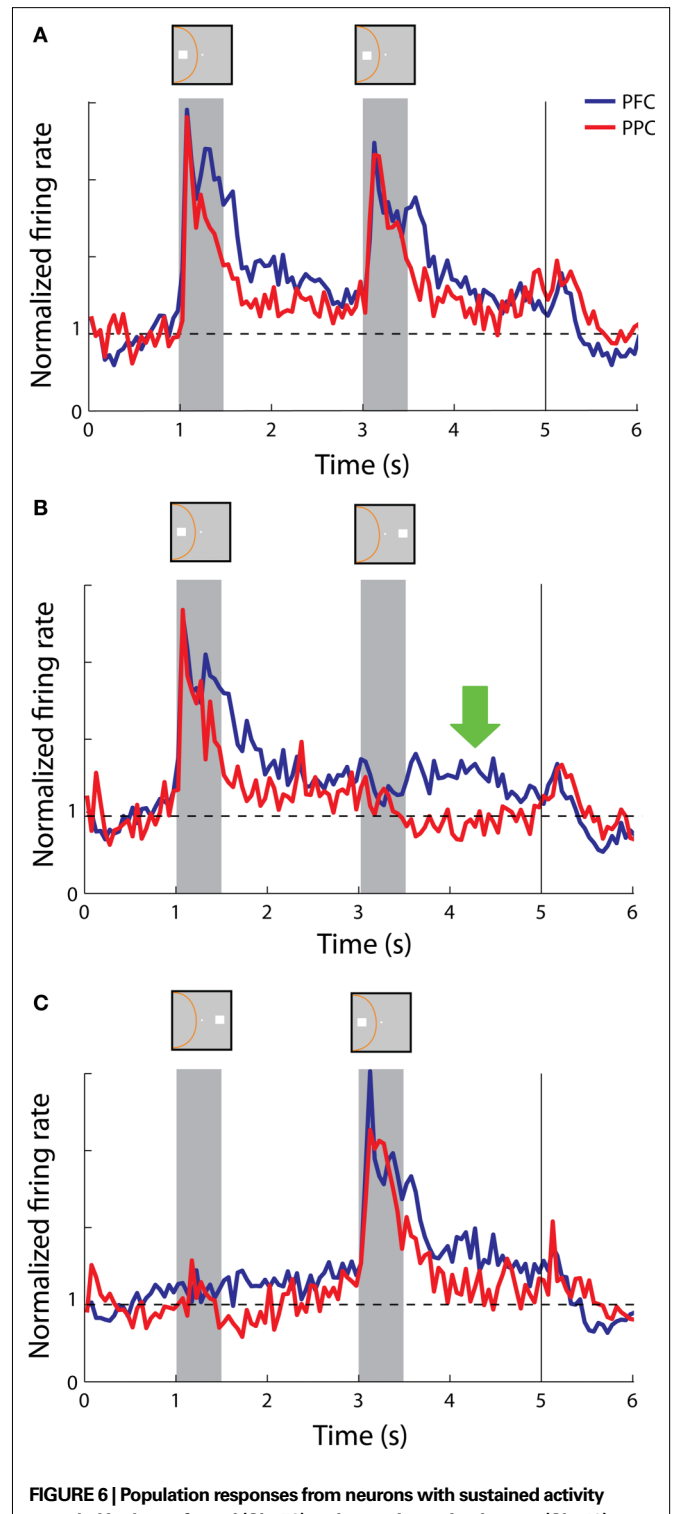 A
PFC
PPC
Normalized firing rate
1
0
0 1 2 3 4 5 6
Time (s)
B
Normalized firing rate
1
0
0 1 2 3 4 5 6
Time (s)
C
Normalized firing rate
1
0
0 1 2 3 4 5 6
Time (s)
FIGURE 6 | Population responses from neurons with sustained activity